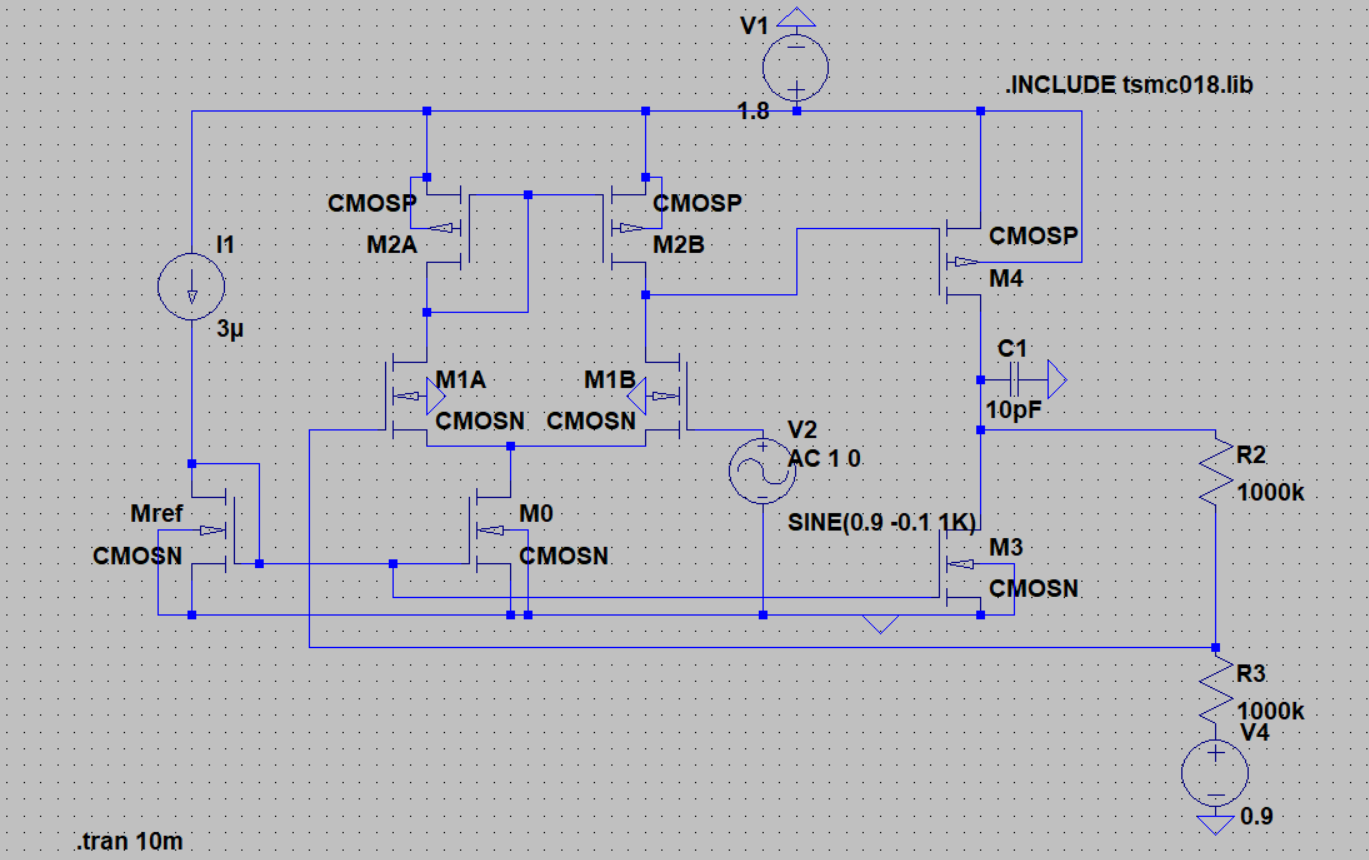 V1
.INCLUDE tsmc018.lib
1.8
CMOSP
CMOSP
M2A
M2B
CMOSP
M4
I1
3µ
C1
10pF
M1A
M1B
CMOSN
CMOSN
V2
AC 1 0
SINE(0.9 -0.1 1K)
R2
1000k
Mref
CMOSN
M0
CMOSN
M3
CMOSN
R3
1000k
V4
0.9
.tran 10m